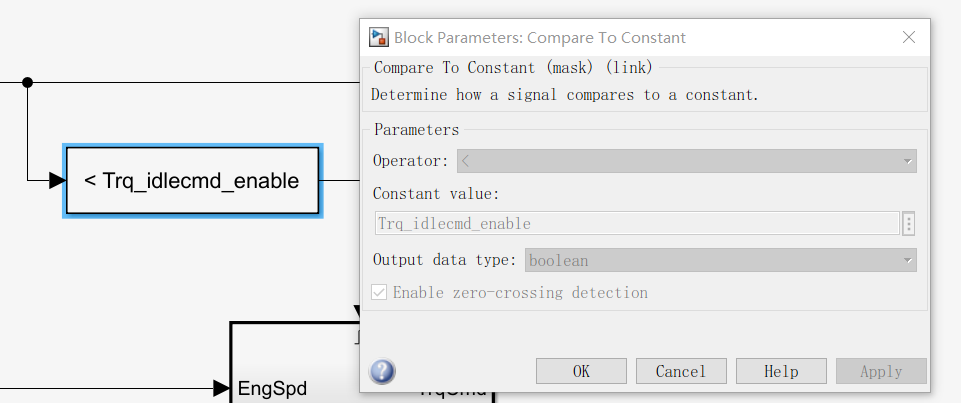 Block Parameters: Compare To Constant
Compare To Constant (mask) (link)
Determine how a signal compares to a constant.
Parameters
Operator: <
Constant value:
Trq_idlecmd_enable
Output data type: boolean
Enable zero-crossing detection
OK Cancel Help Apply
< Trq_idlecmd_enable
EngSpd